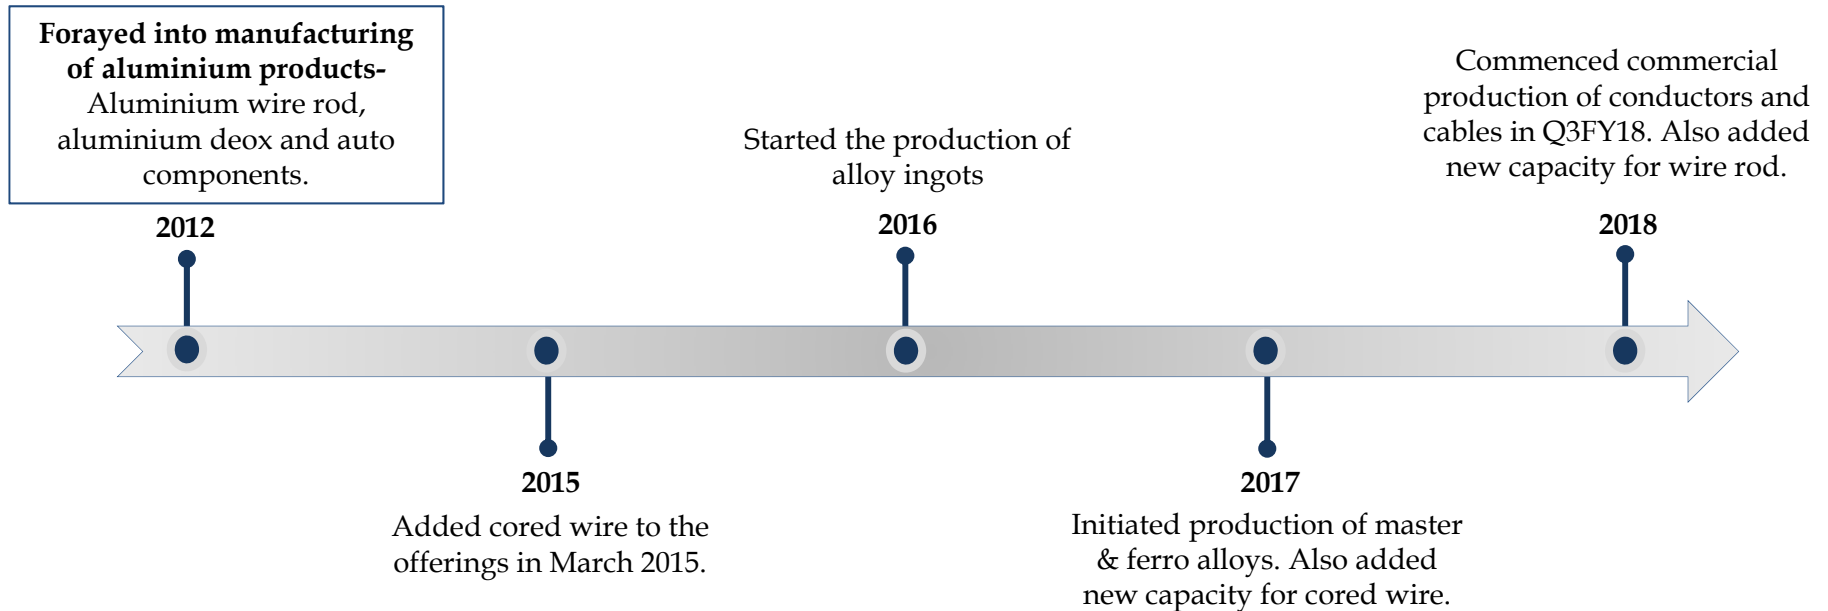 Forayed into manufacturing
of aluminium products-
Aluminium wire rod,
aluminium deox and auto
components.
2012
2015
Added cored wire to the
offerings in March 2015.
Started the production of
alloy ingots
2016
2017
Initiated production of master
& ferro alloys. Also added
new capacity for cored wire.
Commenced commercial
production of conductors and
cables in Q3FY18. Also added
new capacity for wire rod.
2018